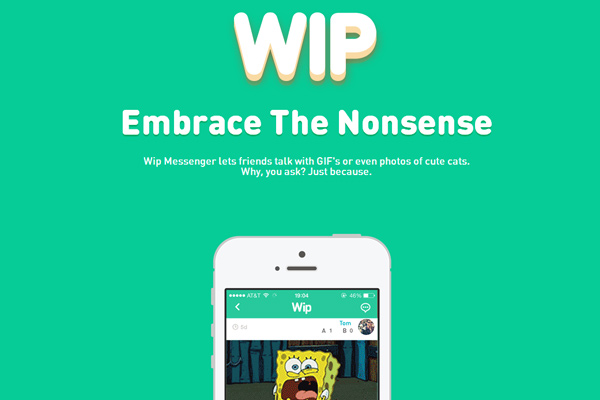 WIP
Embrace The Nonsense
Wip Messenger lets friends talk with GIF's or even photos of cute cats.
Why, you ask? Just because.
AT&T 19:04 46%
Wip
5d
Tom
A 1 B 0